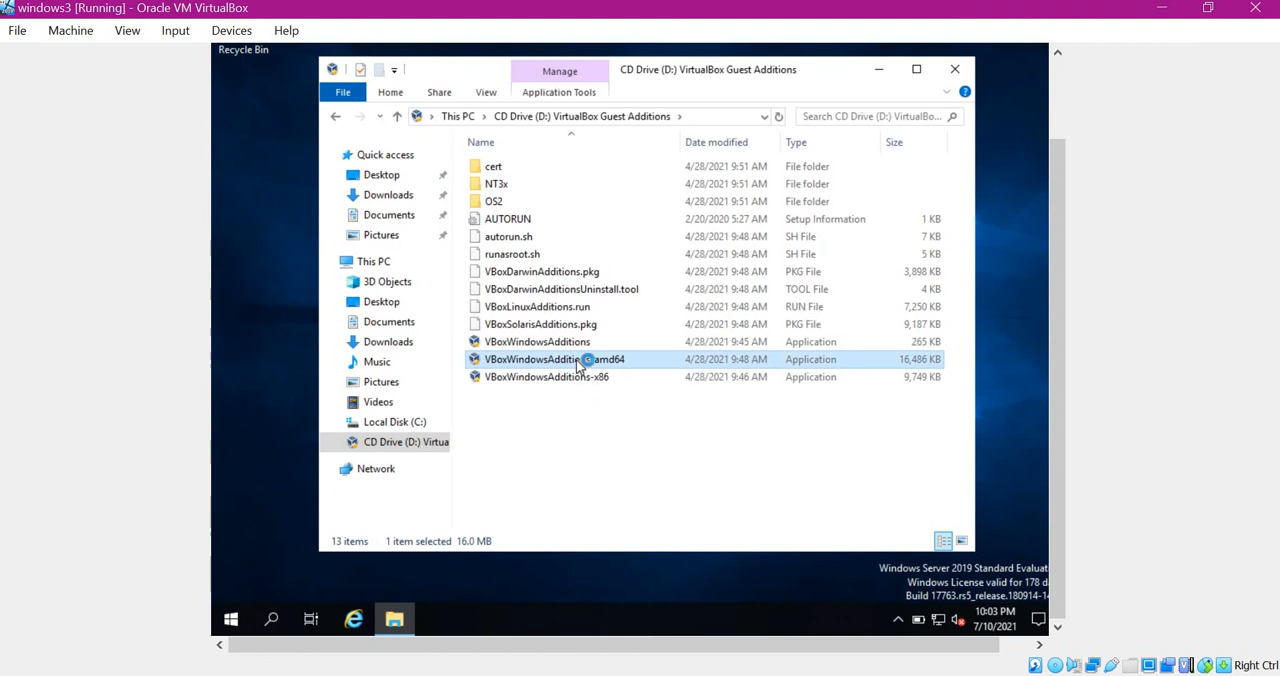 windows3 [Running] - Oracle VM VirtualBox
File Machine View Input Devices Help
Recycle Bin
Manage CD Drive (D:) VirtualBox Guest Additions
File Home Share View Application Tools
This PC CD Drive (D:) VirtualBox Guest Additions Search CD Drive (D:) VirtualBo...
Name Date modified Type Size
Quick access
Desktop
Downloads
Documents
Pictures
This PC
3D Objects
Desktop
Documents
Downloads
Music
Pictures
Videos
Local Disk (C:)
CD Drive (D:) Virtua
Network
cert 4/28/2021 9:51 AM File folder
NT3x 4/28/2021 9:51 AM File folder
OS2 4/28/2021 9:51 AM File folder
AUTORUN 2/20/2020 5:27 AM Setup Information 1 KB
autorun.sh 4/28/2021 9:48 AM SH File 7 KB
runasroot.sh 4/28/2021 9:48 AM SH File 5 KB
VBoxDarwinAdditions.pkg 4/28/2021 9:48 AM PKG File 3,898 KB
VBoxDarwinAdditionsUninstall.tool 4/28/2021 9:48 AM TOOL File 4 KB
VBoxLinuxAdditions.run 4/28/2021 9:48 AM RUN File 7,250 KB
VBoxSolarisAdditions.pkg 4/28/2021 9:48 AM PKG File 9,187 KB
VBoxWindowsAdditions 4/28/2021 9:45 AM Application 265 KB
VBoxWindowsAdditi amd64 4/28/2021 9:48 AM Application 16,486 KB
VBoxWindowsAdditions-x86 4/28/2021 9:46 AM Application 9,749 KB
13 items 1 item selected 16.0 MB
Windows Server 2019 Standard Evaluat
Windows License valid for 178 d
Build 17763.rs5_release.180914-14
10:03 PM
7/10/2021
Right Ctrl